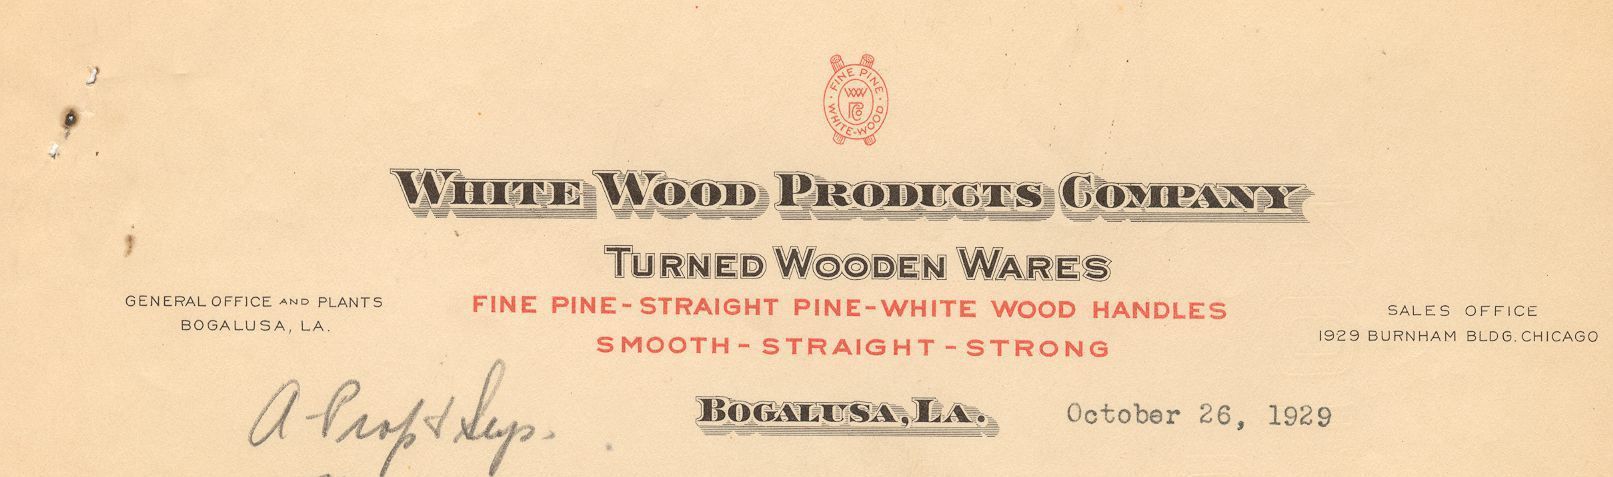 FINE PINE
WHITE-WOOD
WHITE WOOD PRODUCTS COMPANY
TURNED WOODEN WARES
FINE PINE-STRAIGHT PINE-WHITE WOOD HANDLES
SMOOTH-STRAIGHT-STRONG
GENERAL OFFICE AND PLANTS
BOGALUSA, LA.
SALES OFFICE
1929 BURNHAM BLDG. CHICAGO
BOGALUSA, LA.
October 26, 1929
A Prop